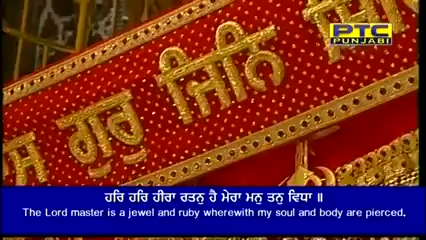 PTC
PUNJABI
ਗੁਰੁ ਜਿਨਿ
ਹਰਿ ਹਰਿ ਹੀਰਾ ਰਤਨੁ ਹੈ ਮੇਰਾ ਮਨੁ ਤਨੁ ਵਿਧਾ ॥
The Lord master is a jewel and ruby wherewith my soul and body are pierced,